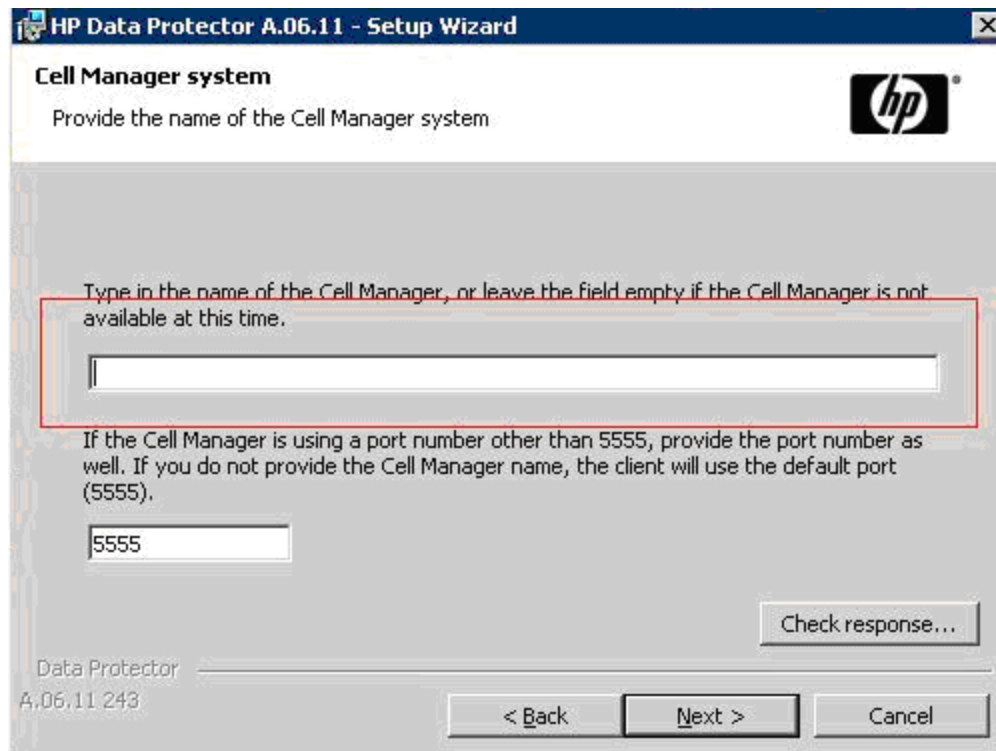 HP Data Protector A.06.11 - Setup Wizard
Cell Manager system
Provide the name of the Cell Manager system
hp
Type in the name of the Cell Manager, or leave the field empty if the Cell Manager is not
available at this time.
If the Cell Manager is using a port number other than 5555, provide the port number as
well. If you do not provide the Cell Manager name, the client will use the default port
(5555).
5555
Check response...
Data Protector
A.06.11 243
< Back
Next >
Cancel